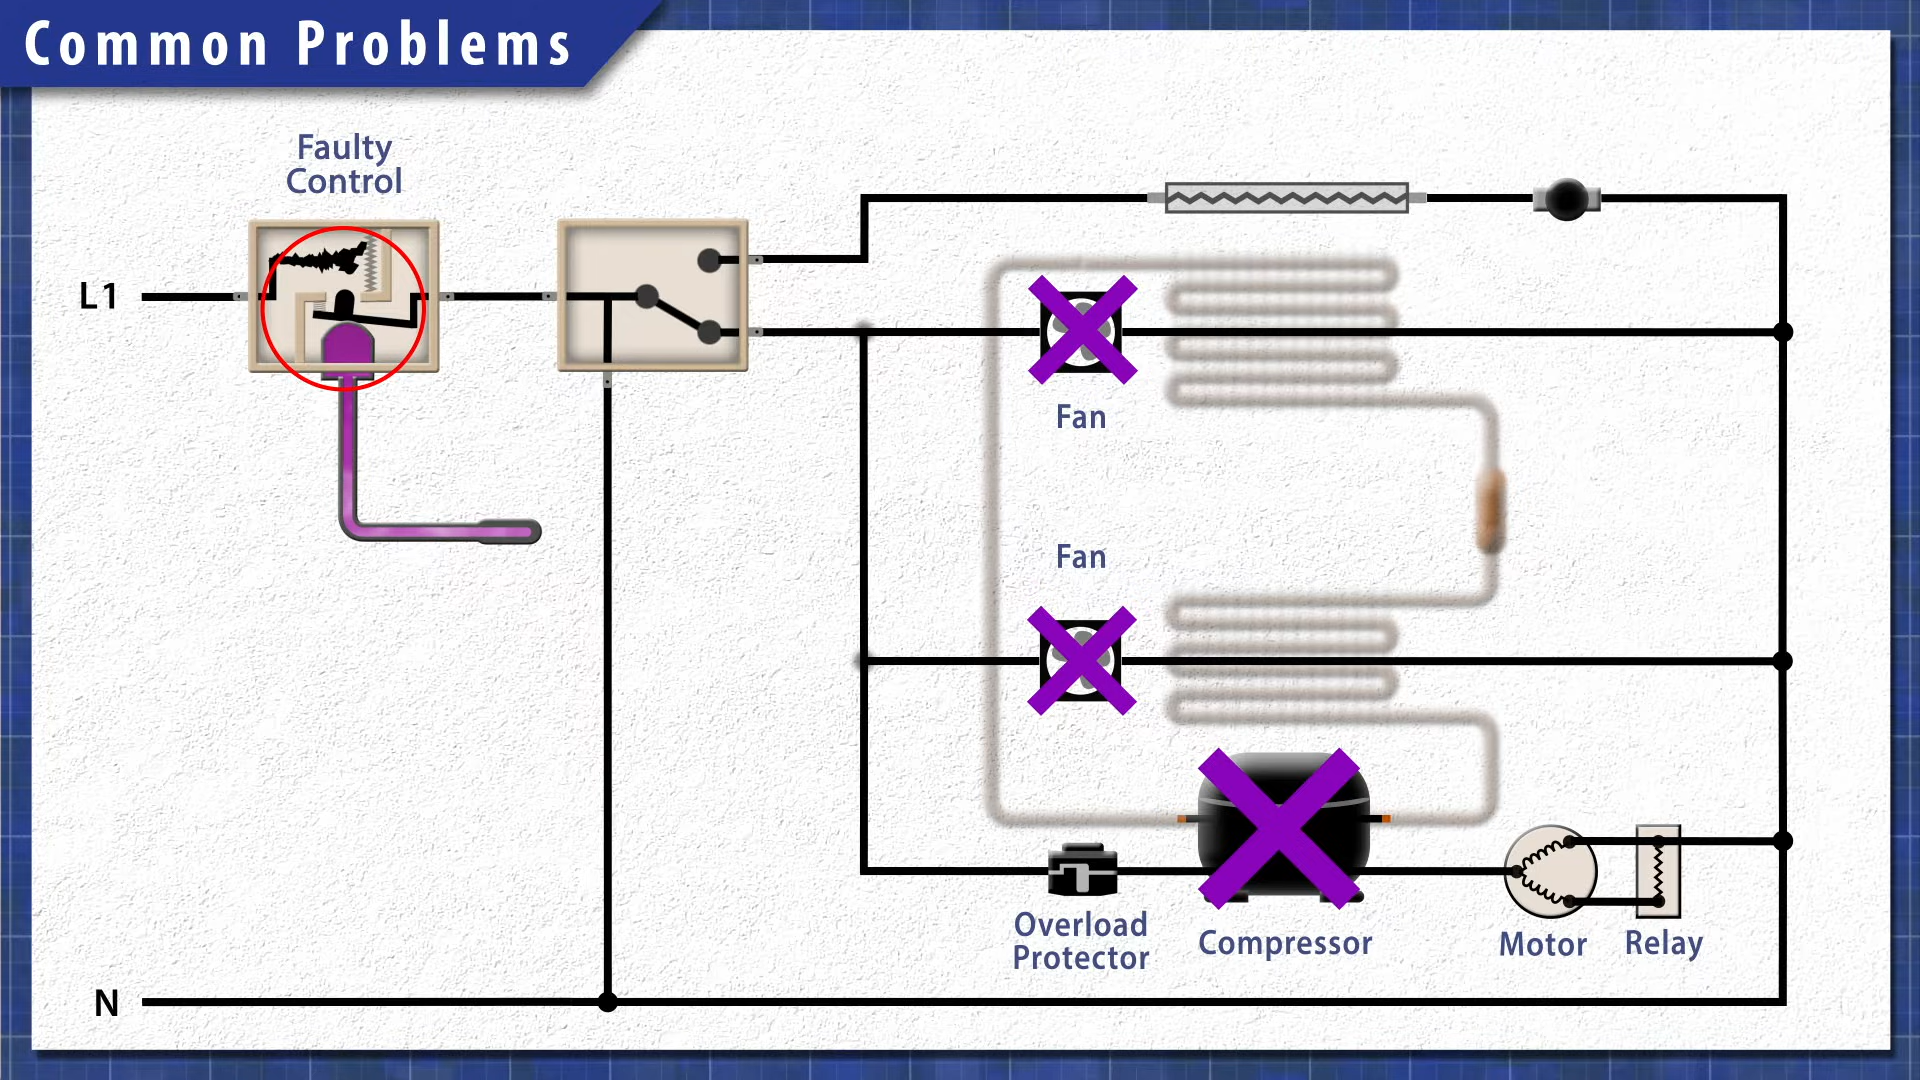 Common Problems
Faulty
Control
L1
Fan
Fan
Overload
Protector
Compressor
Motor
Relay
N